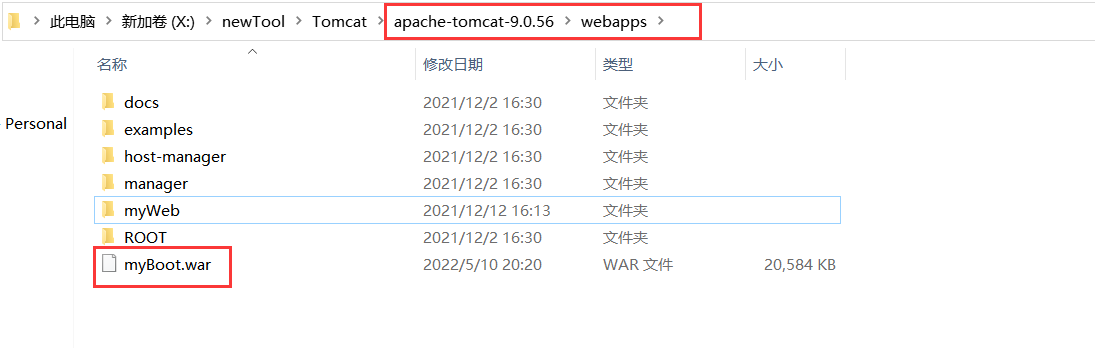 此电脑 > 新加卷 (X:) > newTool > Tomcat > apache-tomcat-9.0.56 > webapps >
名称 修改日期 类型 大小
docs 2021/12/2 16:30 文件夹
Personal
examples 2021/12/2 16:30 文件夹
host-manager 2021/12/2 16:30 文件夹
manager 2021/12/2 16:30 文件夹
myWeb 2021/12/12 16:13 文件夹
ROOT 2021/12/2 16:30 文件夹
myBoot.war 2022/5/10 20:20 WAR 文件 20,584 KB